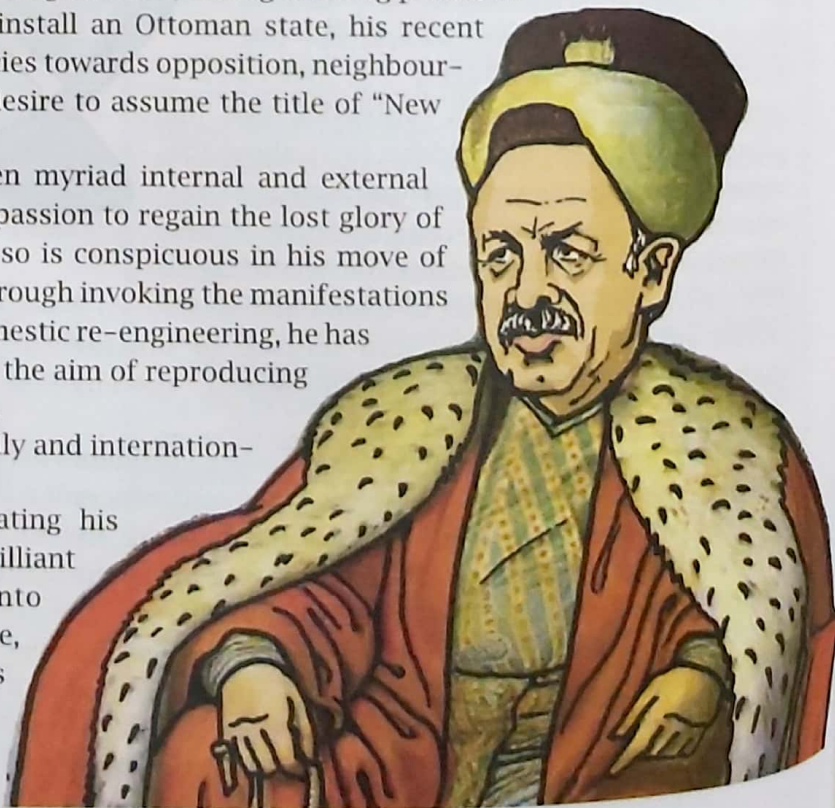 install an Ottoman state, his recent
ies towards opposition, neighbour-
esire to assume the title of “New
en myriad internal and external
passion to regain the lost glory of
so is conspicuous in his move of
rough invoking the manifestations
nestic re-engineering, he has
the aim of reproducing
ly and internation-
ating his
illiant
nto
e,
s